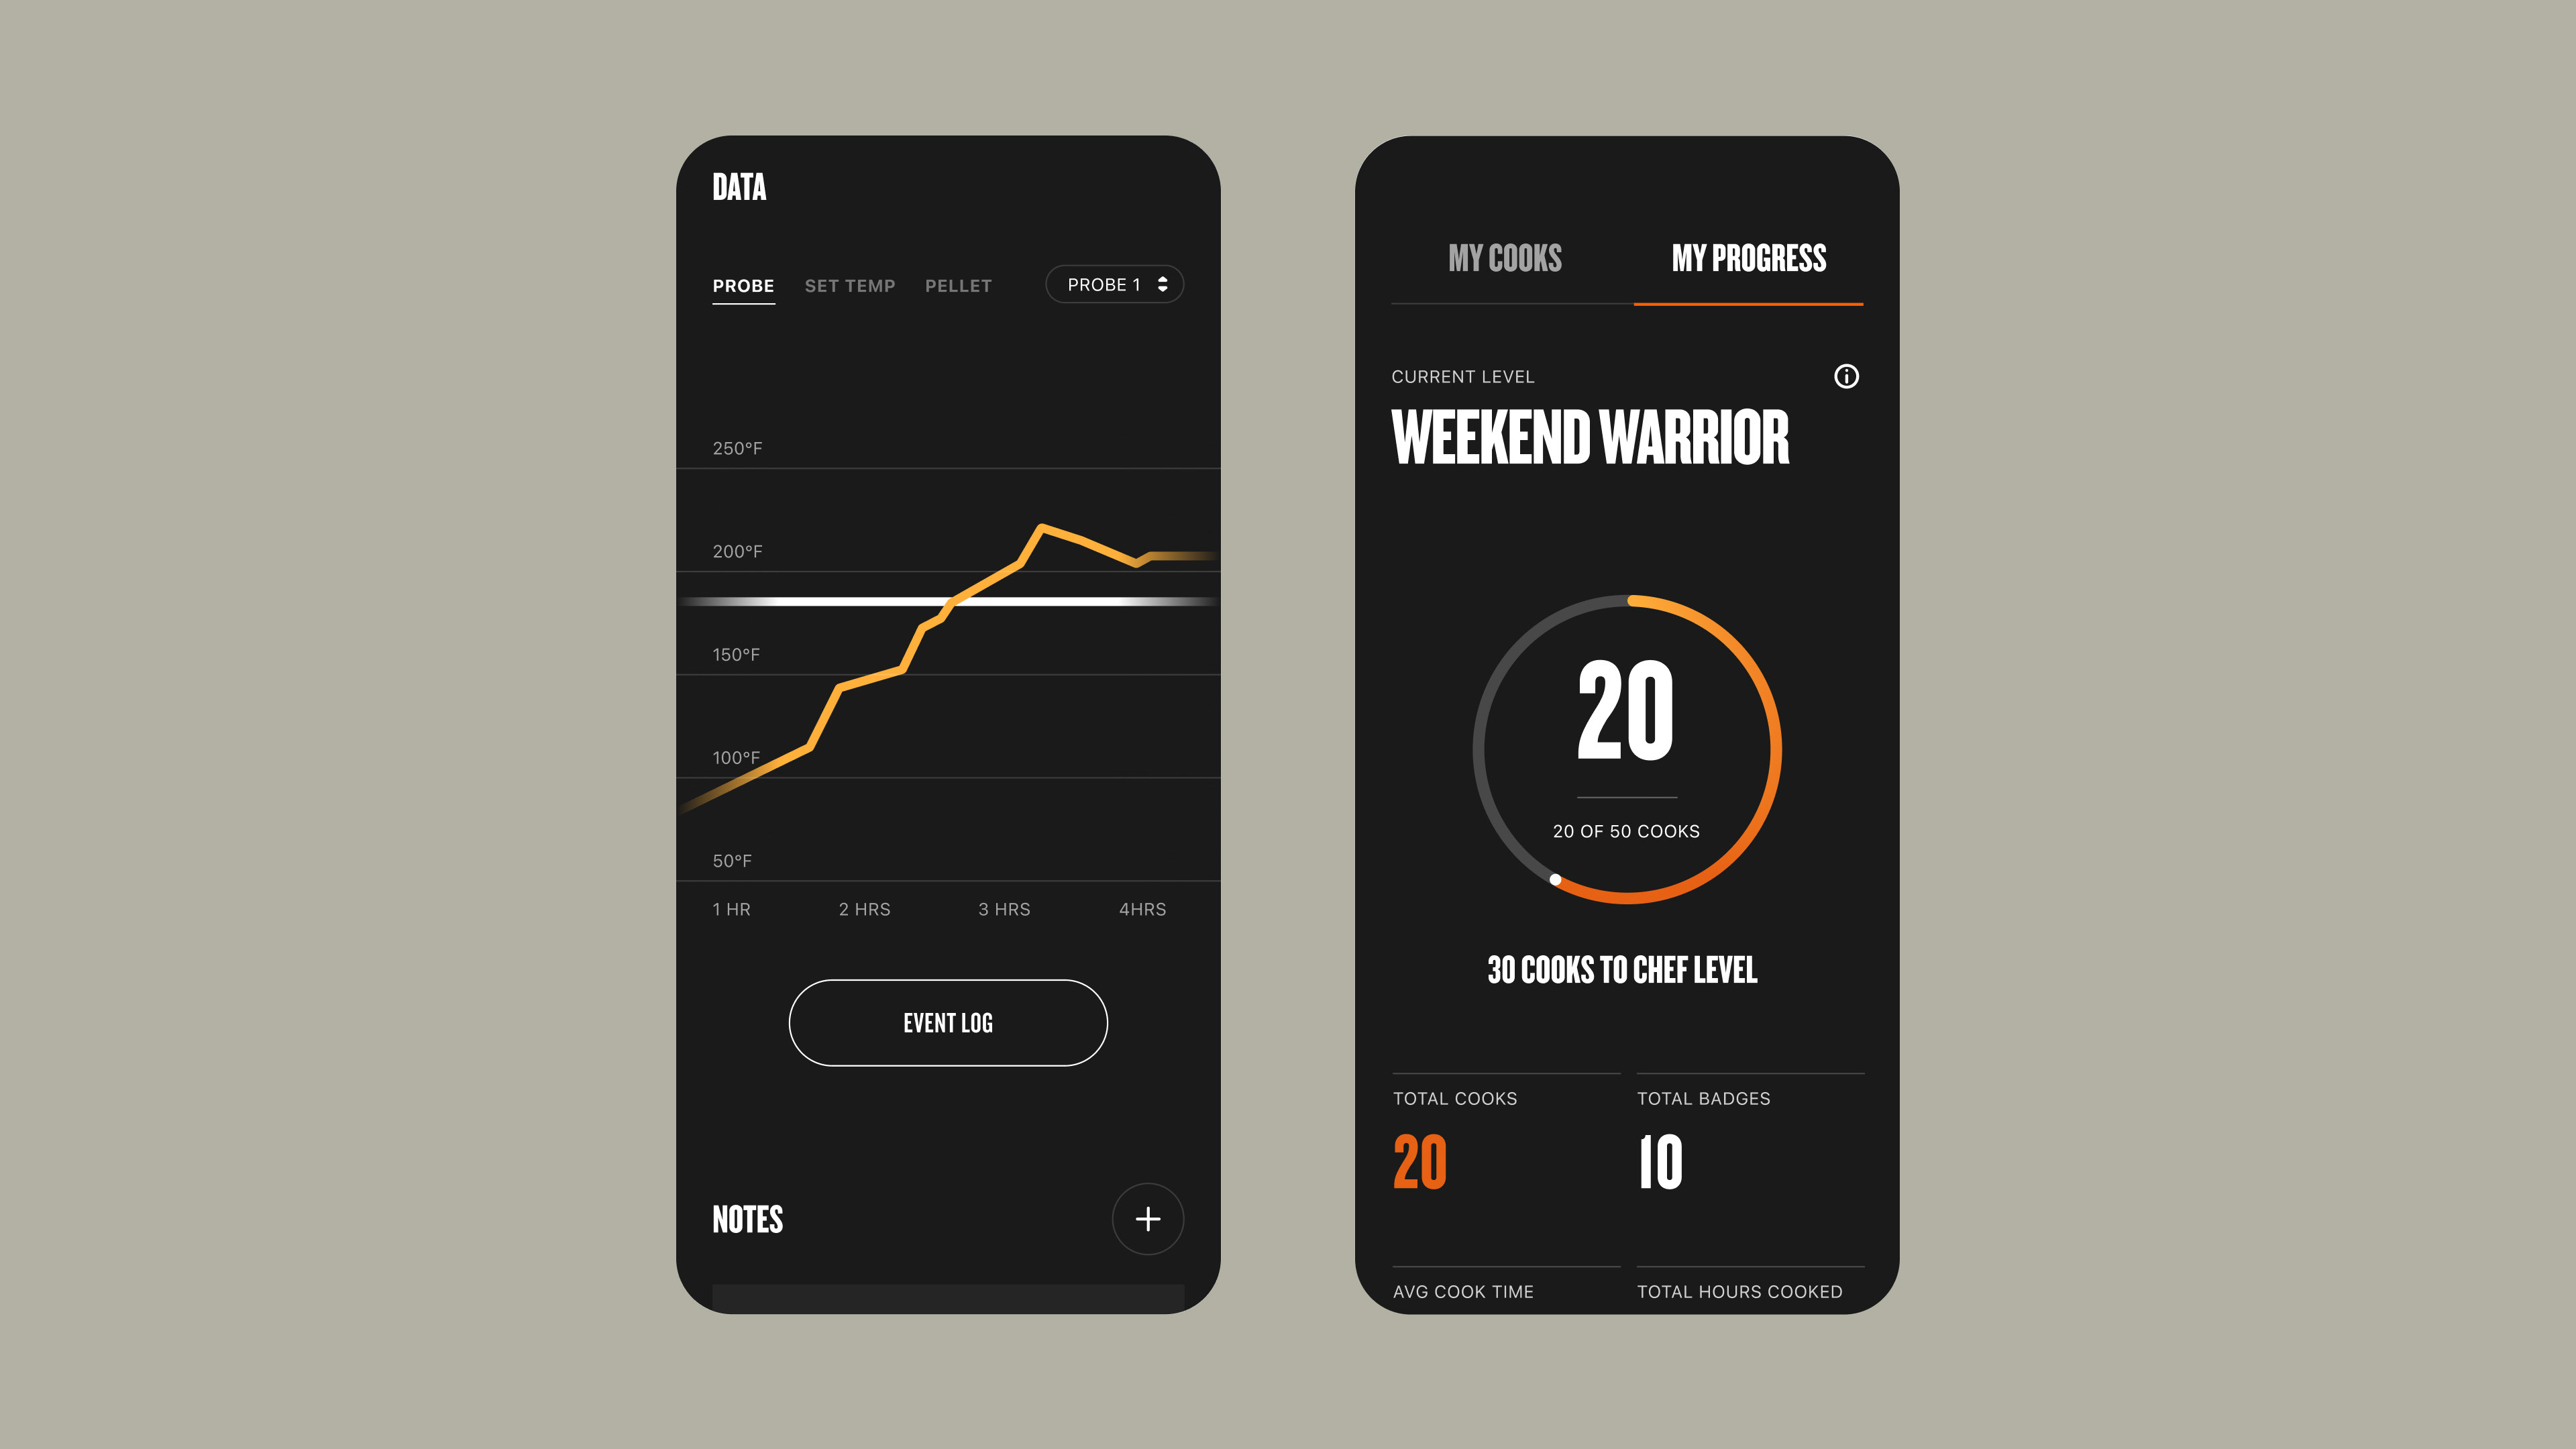 DATA
PROBE SET TEMP PELLET PROBE 1
250°F
200°F
150°F
100°F
50°F
1 HR 2 HRS 3 HRS 4HRS
EVENT LOG
NOTES
MY COOKS MY PROGRESS
CURRENT LEVEL
WEEKEND WARRIOR
20
20 OF 50 COOKS
30 COOKS TO CHEF LEVEL
TOTAL COOKS TOTAL BADGES
20 10
AVG COOK TIME TOTAL HOURS COOKED